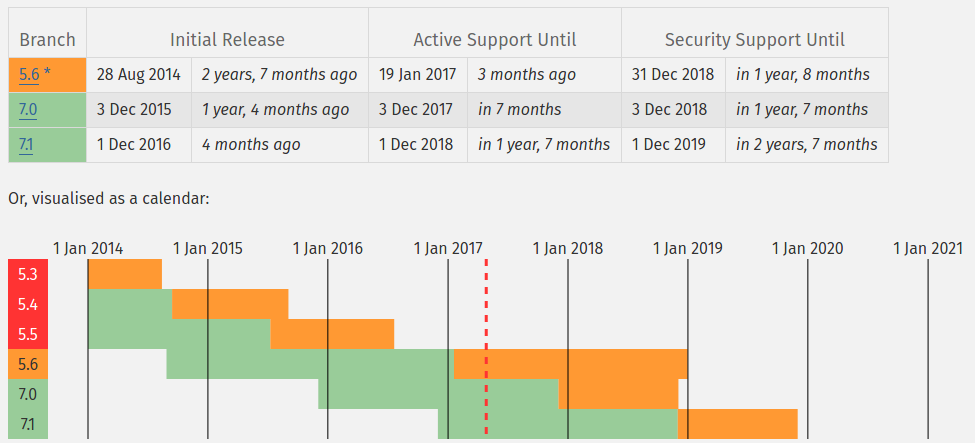 Branch Initial Release Active Support Until Security Support Until
5.6 * 28 Aug 2014 2 years, 7 months ago 19 Jan 2017 3 months ago 31 Dec 2018 in 1 year, 8 months
7.0 3 Dec 2015 1 year, 4 months ago 3 Dec 2017 in 7 months 3 Dec 2018 in 1 year, 7 months
7.1 1 Dec 2016 4 months ago 1 Dec 2018 in 1 year, 7 months 1 Dec 2019 in 2 years, 7 months
Or, visualised as a calendar:
1 Jan 2014 1 Jan 2015 1 Jan 2016 1 Jan 2017 1 Jan 2018 1 Jan 2019 1 Jan 2020 1 Jan 2021
5.3
5.4
5.5
5.6
7.0
7.1